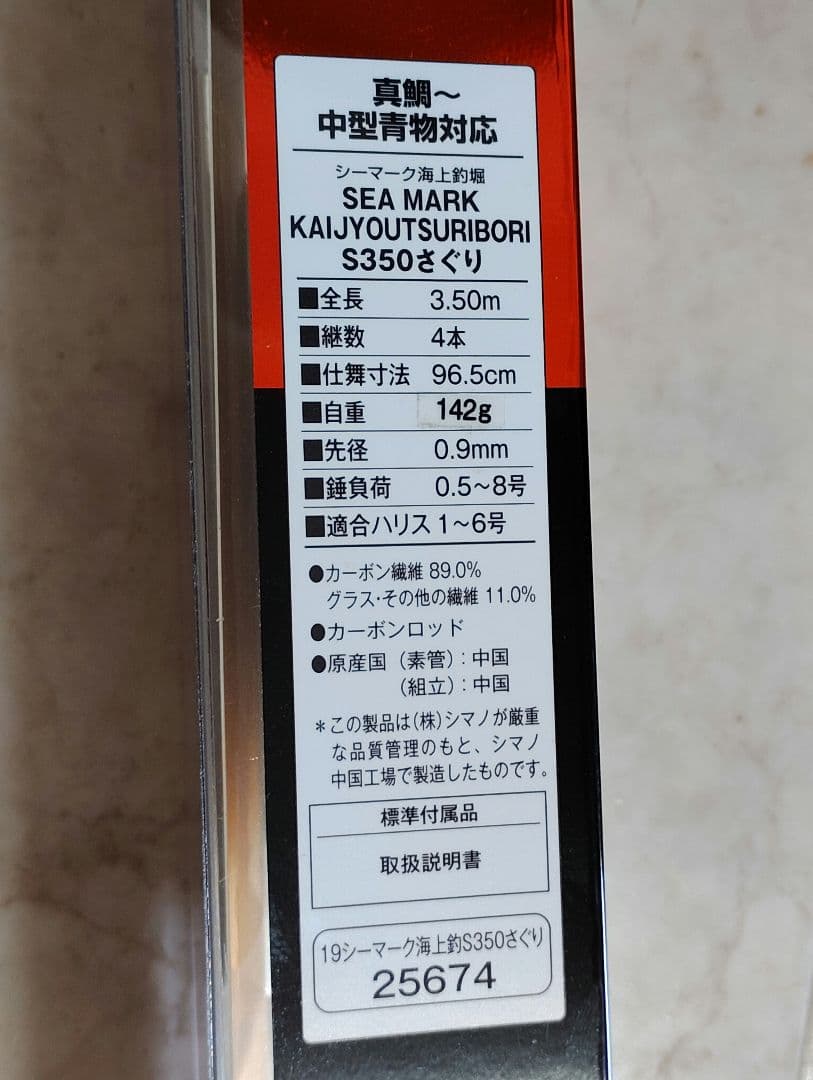 真鯛～
中型青物対応
シーマーク海上釣堀
SEA MARK
KAIJYOUTSURIBORI
S350さぐり
■全長 3.50m
■継数 4本
■仕舞寸法 96.5cm
■自重 142g
■先径 0.9mm
■錘負荷 0.5～8号
■適合ハリス 1～6号
●カーボン繊維 89.0%
グラス・その他の繊維 11.0%
●カーボンロッド
●原産国（素管）：中国
（組立）：中国
＊この製品は（株）シマノが厳重
な品質管理のもと、シマノ
中国工場で製造したものです。
標準付属品
取扱説明書
19シーマーク海上釣S350さぐり
25674